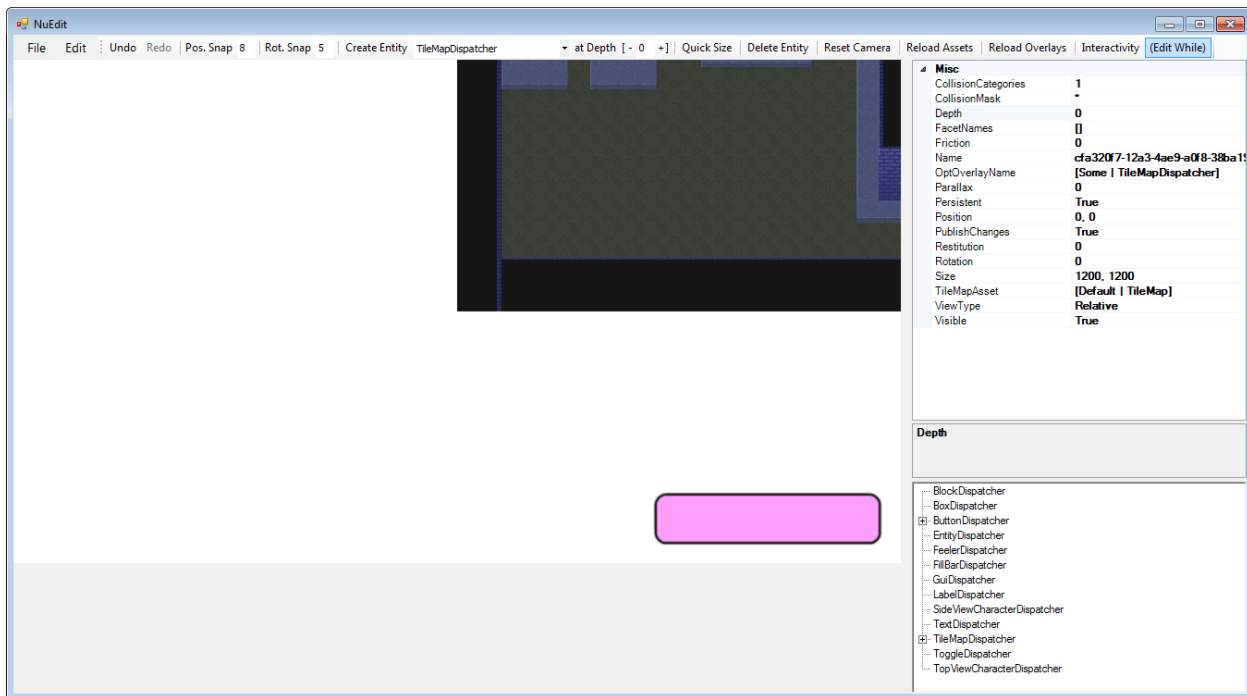 NuEdit
File Edit Undo Redo Pos. Snap 8 Rot. Snap 5 Create Entity TileMapDispatcher at Depth [ - 0 +] Quick Size Delete Entity Reset Camera Reload Assets Reload Overlays Interactivity (Edit While)
Misc
CollisionCategories 1
CollisionMask *
Depth 0
FacetNames []
Friction 0
Name cfa320f7-12a3-4ae9-a0f8-38ba19
OptOverlayName [Some | TileMapDispatcher]
Parallax 0
Persistent True
Position 0, 0
PublishChanges True
Restitution 0
Rotation 0
Size 1200, 1200
TileMapAsset [Default | TileMap]
ViewType Relative
Visible True
Depth
BlockDispatcher
BoxDispatcher
ButtonDispatcher
EntityDispatcher
FeelerDispatcher
FillBarDispatcher
GuiDispatcher
LabelDispatcher
SideViewCharacterDispatcher
TextDispatcher
TileMapDispatcher
ToggleDispatcher
TopViewCharacterDispatcher